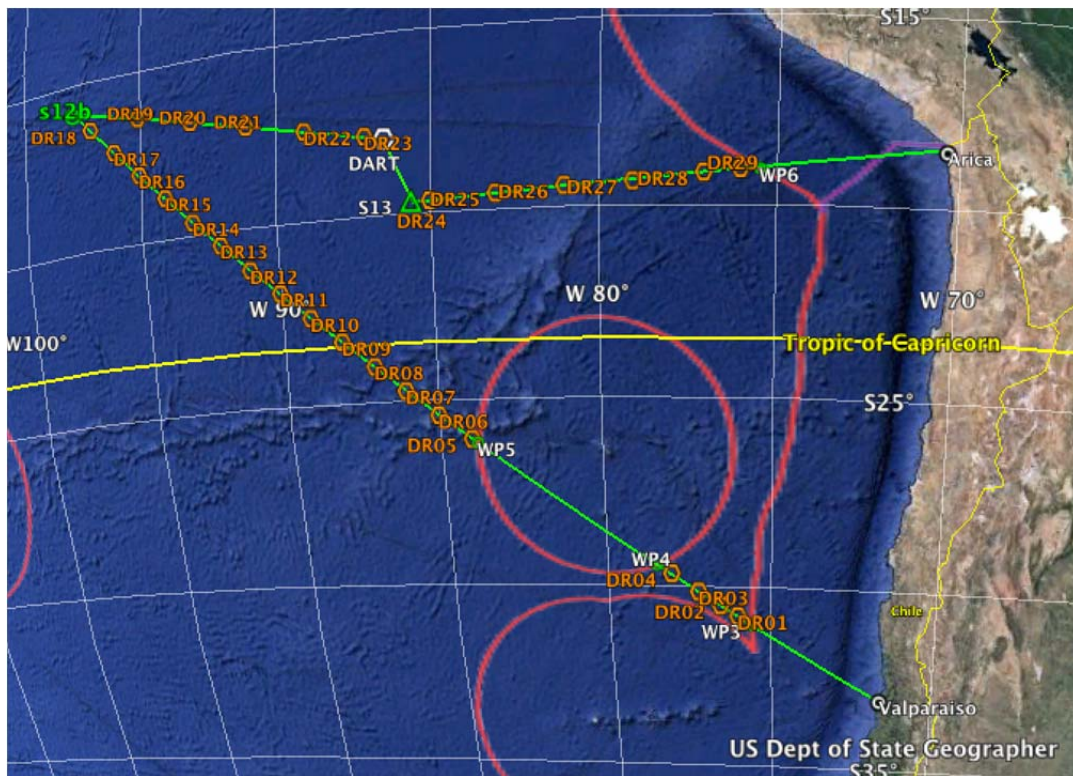 S15°
s12b
DR19
DR20
DR21
DR22
DR23
DR18
DART
DR29
Arica
DR17
WP6
DR28
DR27
DR26
DR25
DR16
S13
DR24
DR15
DR14
DR13
DR12
W 80°
DR11
W 70°
W 90°
DR10
W100°
DR09
Tropic of Capricorn
DR08
DR07
S25°
DR06
DR05
WP5
WP4
DR04
DR03
DR02
Chile
DR01
WP3
Valparaiso
US Dept of State Geographer
S35°